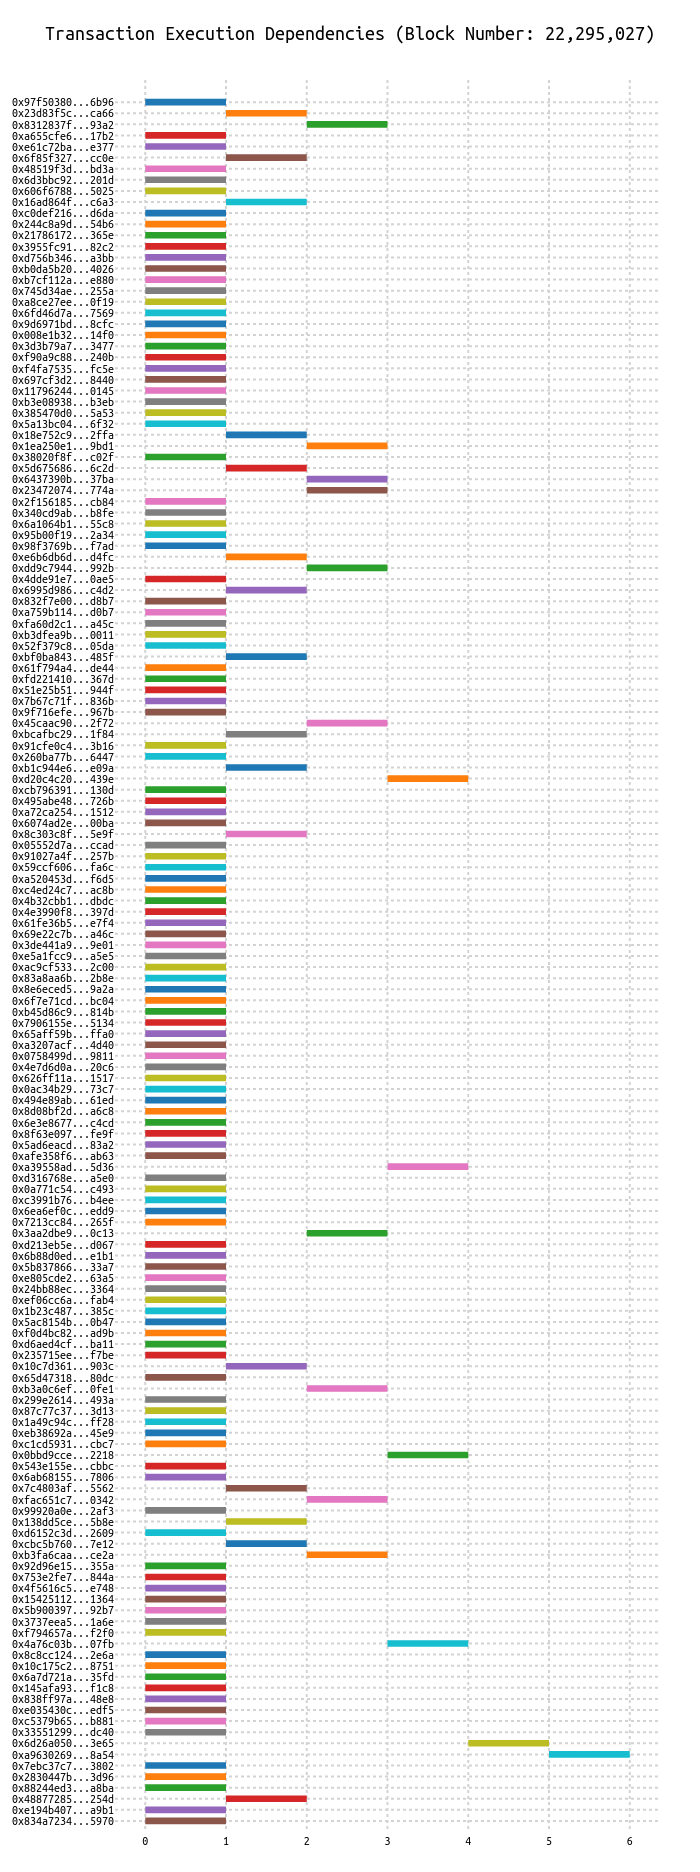 Transaction Execution Dependencies (Block Number: 22,295,027)
0x97f50380...6b96
0x23d83f5c...ca66
0x8312837f...93a2
0xa655cfe6...17b2
0xe61c72ba...e377
0x6f85f327...cc0e
0x48519f3d...bd3a
0x6d3bbc92...201d
0x606f6788...5025
0x16ad864f...c6a3
0xc0def216...d6da
0x244c8a9d...54b6
0x21786172...365e
0x3955fc91...82c2
0xd756b346...a3bb
0xb0da5b20...4026
0xb7cf112a...e880
0x745d34ae...255a
0xa8ce27ee...0f19
0x6fd46d7a...7569
0x9d6971bd...8cfc
0x008e1b32...14f0
0x3d3b79a7...3477
0xf90a9c88...240b
0xf4fa7535...fc5e
0x697cf3d2...8440
0x11796244...0145
0xb3e08938...b3eb
0x385470d0...5a53
0x5a13bc04...6f32
0x18e752c9...2ffa
0x1ea250e1...9bd1
0x38020f8f...c02f
0x5d675686...6c2d
0x6437390b...37ba
0x23472074...774a
0x2f156185...cb84
0x340cd9ab...b8fe
0x6a1064b1...55c8
0x95b00f19...2a34
0x98f3769b...f7ad
0xe6b6db6d...d4fc
0xdd9c7944...992b
0x4dde91e7...0ae5
0x6995d986...c4d2
0x832f7e00...d8b7
0xa759b114...d0b7
0xfa60d2c1...a45c
0xb3dfea9b...0011
0x52f379c8...05da
0xbf0ba843...485f
0x61f794a4...de44
0xfd221410...367d
0x51e25b51...944f
0x7b67c71f...836b
0x9f716efe...967b
0x45caac90...2f72
0xbcafbc29...1f84
0x91cfe0c4...3b16
0x260ba77b...6447
0xb1c944e6...e09a
0xd20c4c20...439e
0xcb796391...130d
0x495abe48...726b
0xa72ca254...1512
0x6074ad2e...00ba
0x8c303c8f...5e9f
0x05552d7a...ccad
0x91027a4f...257b
0x59ccf606...fa6c
0xa520453d...f6d5
0xc4ed24c7...ac8b
0x4b32cbb1...dbdc
0x4e3990f8...397d
0x61fe36b5...e7f4
0x69e22c7b...a46c
0x3de441a9...9e01
0xe5a1fcc9...a5e5
0xac9cf533...2c00
0x83a8aa6b...2b8e
0x8e6eced5...9a2a
0x6f7e71cd...bc04
0xb45d86c9...814b
0x7906155e...5134
0x65aff59b...ffa0
0xa3207acf...4d40
0x0758499d...9811
0x4e7d6d0a...20c6
0x626ff11a...1517
0x0ac34b29...73c7
0x494e89ab...61ed
0x8d08bf2d...a6c8
0x6e3e8677...c4cd
0x8f63e097...fe9f
0x5ad6eacd...83a2
0xafe358f6...ab63
0xa39558ad...5d36
0xd316768e...a5e0
0x0a771c54...c493
0xc3991b76...b4ee
0x6ea6ef0c...edd9
0x7213cc84...265f
0x3aa2dbe9...0c13
0xd213eb5e...d067
0x6b88d0ed...e1b1
0x5b837866...33a7
0xe805cde2...63a5
0x24bb88ec...3364
0xef06cc6a...fab4
0x1b23c487...385c
0x5ac8154b...0b47
0xf0d4bc82...ad9b
0xd6aed4cf...ba11
0x235715ee...f7be
0x10c7d361...903c
0x65d47318...80dc
0xb3a0c6ef...0fe1
0x299e2614...493a
0x87c77c37...3d13
0x1a49c94c...ff28
0xeb38692a...45e9
0xc1cd5931...cbc7
0x0bbd9cce...2218
0x543e155e...cbbc
0x6ab68155...7806
0x7c4803af...5562
0xfac651c7...0342
0x99920a0e...2af3
0x138dd5ce...5b8e
0xd6152c3d...2609
0xcbc5b760...7e12
0xb3fa6caa...ce2a
0x92d96e15...355a
0x753e2fe7...844a
0x4f5616c5...e748
0x15425112...1364
0x5b900397...92b7
0x3737eea5...1a6e
0xf794657a...f2f0
0x4a76c03b...07fb
0x8c8cc124...2e6a
0x10c175c2...8751
0x6a7d721a...35fd
0x145afa93...f1c8
0x838ff97a...48e8
0xe035430c...edf5
0xc5379b65...b881
0x33551299...dc40
0x6d26a050...3e65
0xa9630269...8a54
0x7ebc37c7...3802
0x2830447b...3d96
0x88244ed3...a8ba
0x48877285...254d
0xe194b407...a9b1
0x834a7234...5970
0 1 2 3 4 5 6